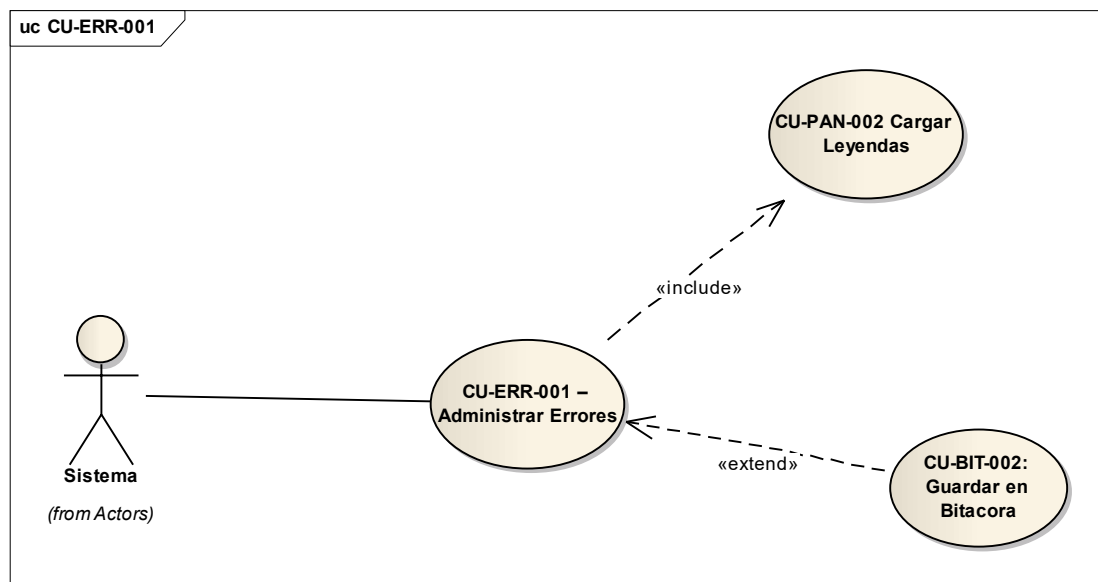 uc CU-ERR-001
CU-PAN-002 Cargar
Leyendas
«include»
CU-ERR-001 –
Administrar Errores
«extend»
CU-BIT-002:
Guardar en
Bitacora
Sistema
(from Actors)